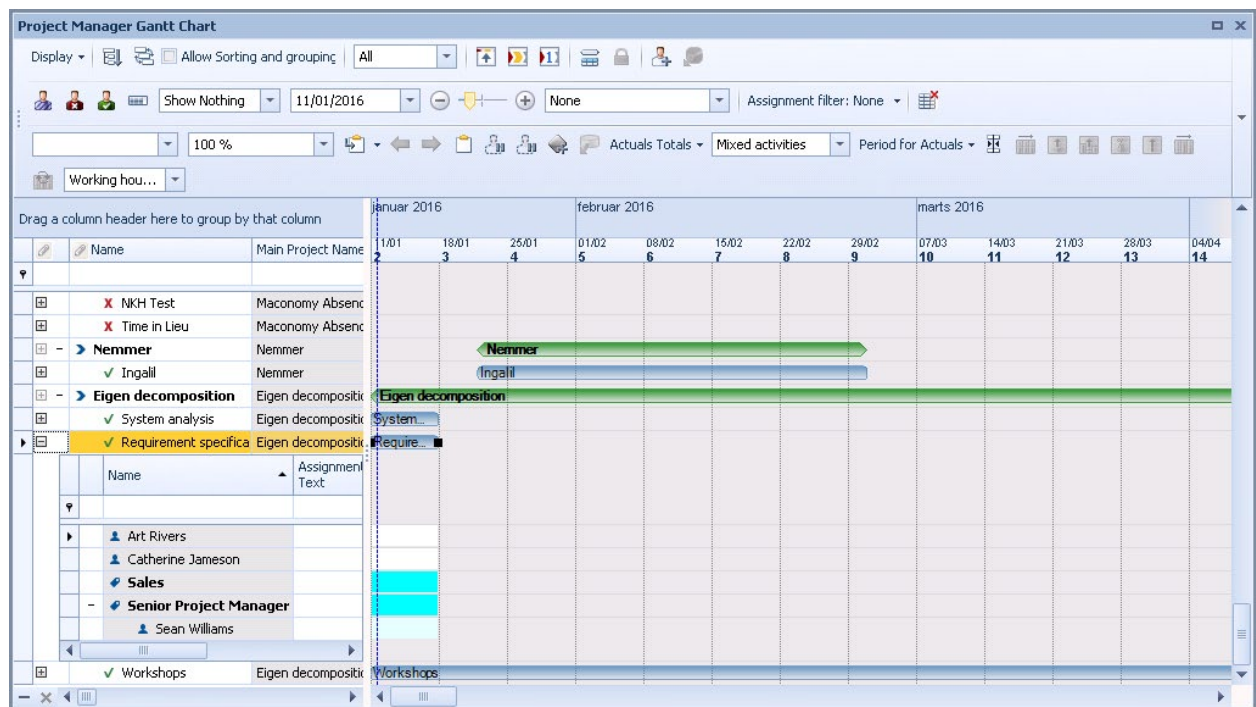 Project Manager Gantt Chart
Display Allow Sorting and grouping All
Show Nothing 11/01/2016 None Assignment filter: None
100 % Actuals Totals Mixed activities Period for Actuals
Working hou...
Drag a column header here to group by that column
januar 2016 februar 2016 marts 2016
Name Main Project Name
11/01 18/01 25/01 01/02 08/02 15/02 22/02 29/02 07/03 14/03 21/03 28/03 04/04
2 3 4 5 6 7 8 9 10 11 12 13 14
NKH Test Maconomy Absenc
Time in Lieu Maconomy Absenc
Nemmer Nemmer Nemmer
Ingalil Nemmer Ingalil
Eigen decomposition Eigen decompositic Eigen decomposition
System analysis Eigen decompositic System...
Requirement specifica Eigen decompositic Require...
Name Assignment
Text
Art Rivers
Catherine Jameson
Sales
Senior Project Manager
Sean Williams
Workshops Eigen decompositic Workshops